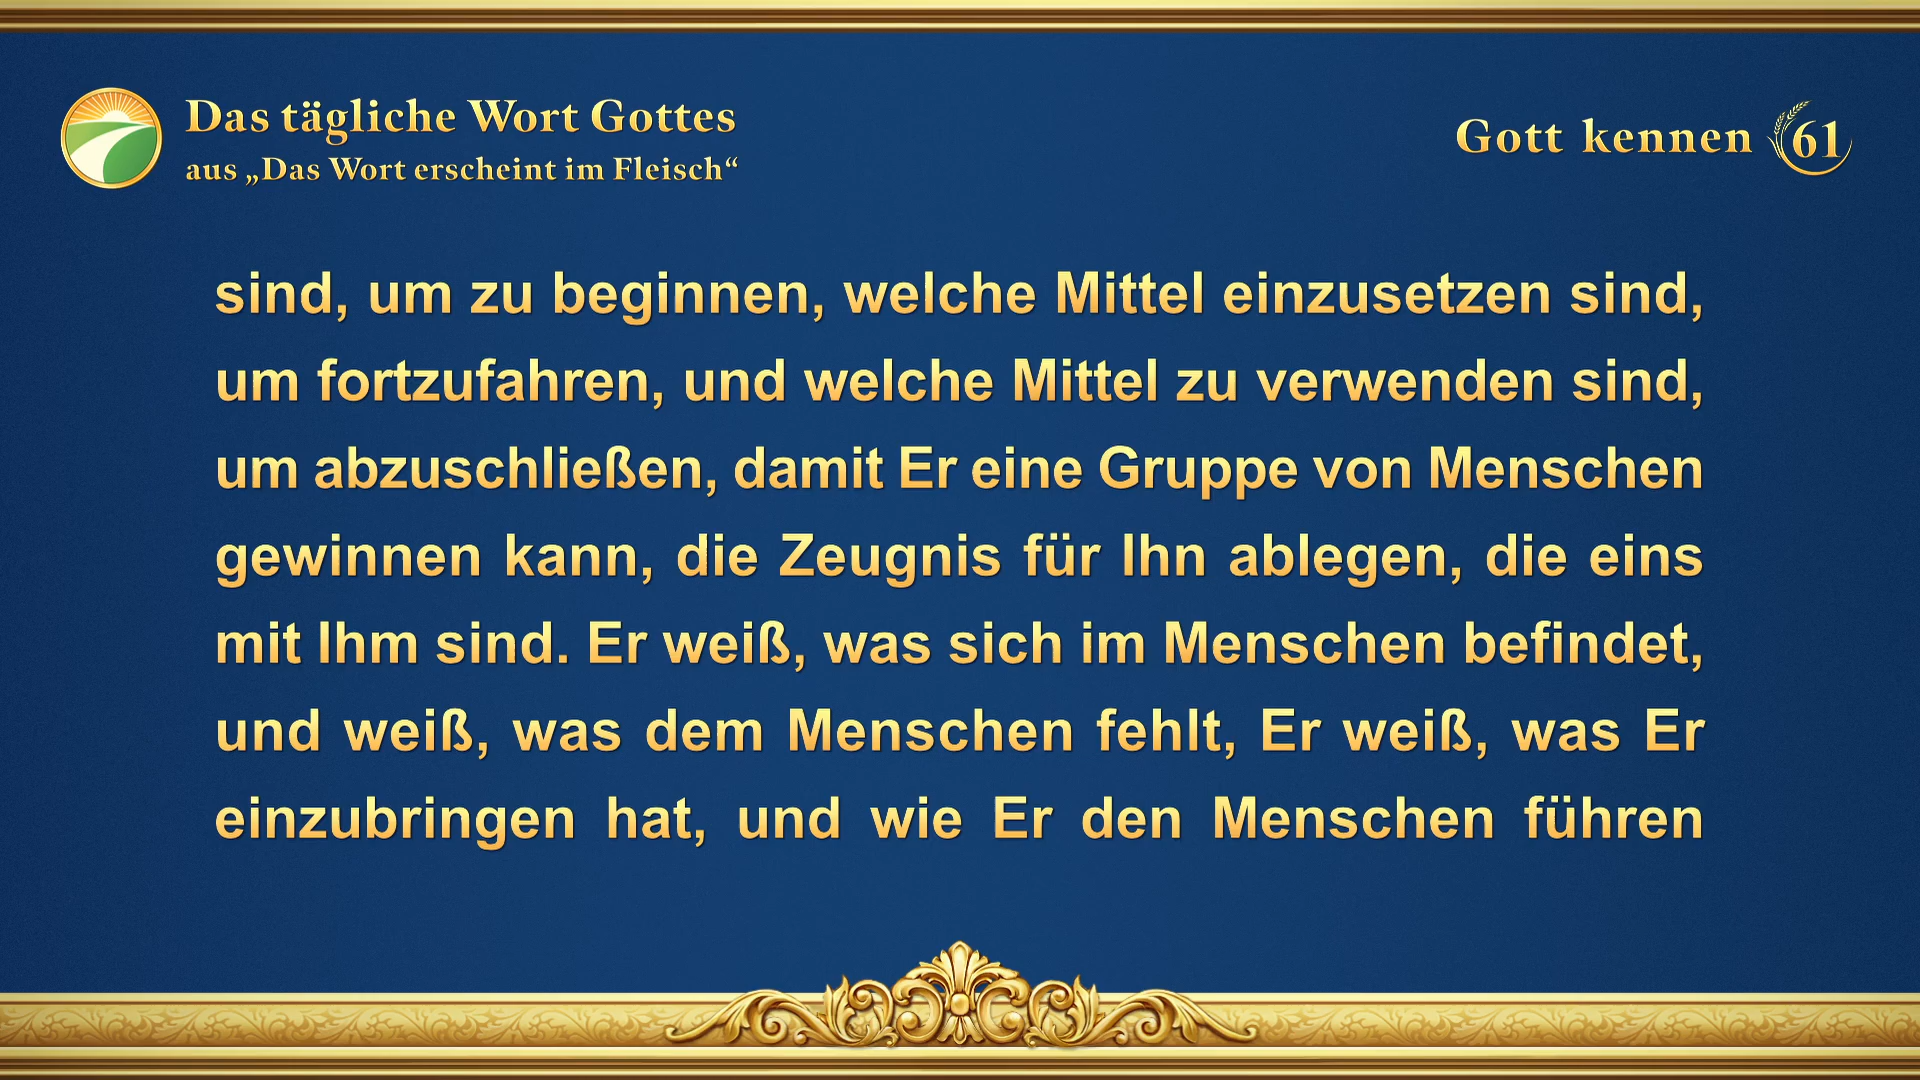 Das tägliche Wort Gottes
aus „Das Wort erscheint im Fleisch“
Gott kennen 61
sind, um zu beginnen, welche Mittel einzusetzen sind,
um fortzufahren, und welche Mittel zu verwenden sind,
um abzuschließen, damit Er eine Gruppe von Menschen
gewinnen kann, die Zeugnis für Ihn ablegen, die eins
mit Ihm sind. Er weiß, was sich im Menschen befindet,
und weiß, was dem Menschen fehlt, Er weiß, was Er
einzubringen hat, und wie Er den Menschen führen